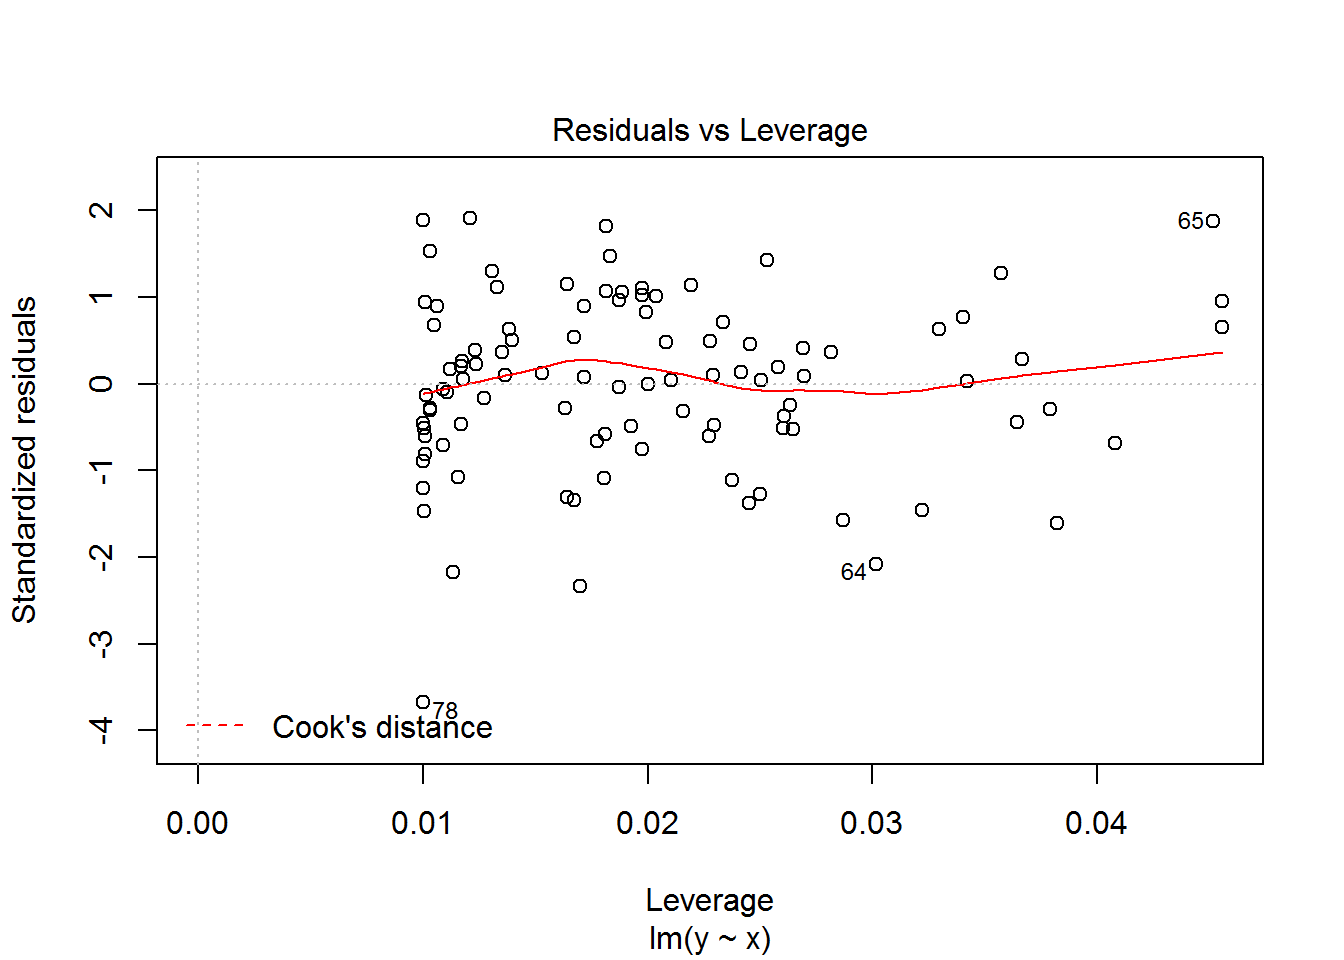 Residuals vs Leverage
Standardized residuals
2
1
0
-1
-2
-3
-4
65
64
78
Cook's distance
0.00 0.01 0.02 0.03 0.04
Leverage
lm(y ~ x)